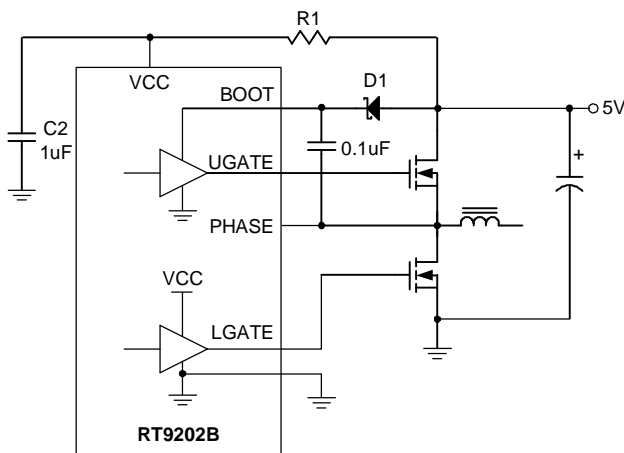 R1
VCC
D1
BOOT
5V
C2
1uF
0.1uF
+
UGATE
PHASE
VCC
LGATE
RT9202B